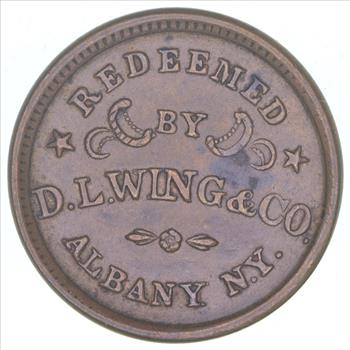 REDEEMED
BY
D.L.WING & CO.
ALBANY N.Y.